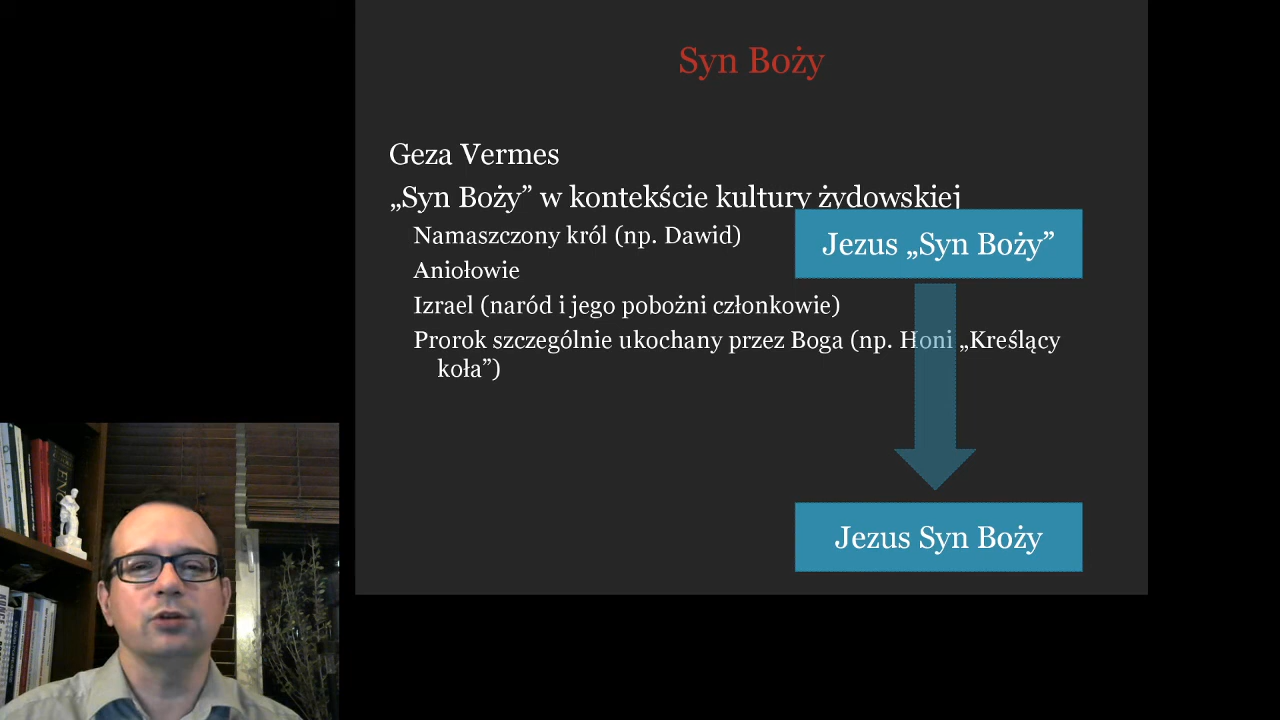 Syn Boży
Geza Vermes
„Syn Boży” w kontekście kultury żydowskiej
Namaszczony król (np. Dawid)
Aniołowie
Izrael (naród i jego pobożni członkowie)
Prorok szczególnie ukochany przez Boga (np. Honi „Kreślący
koła”)
Jezus „Syn Boży”
Jezus Syn Boży